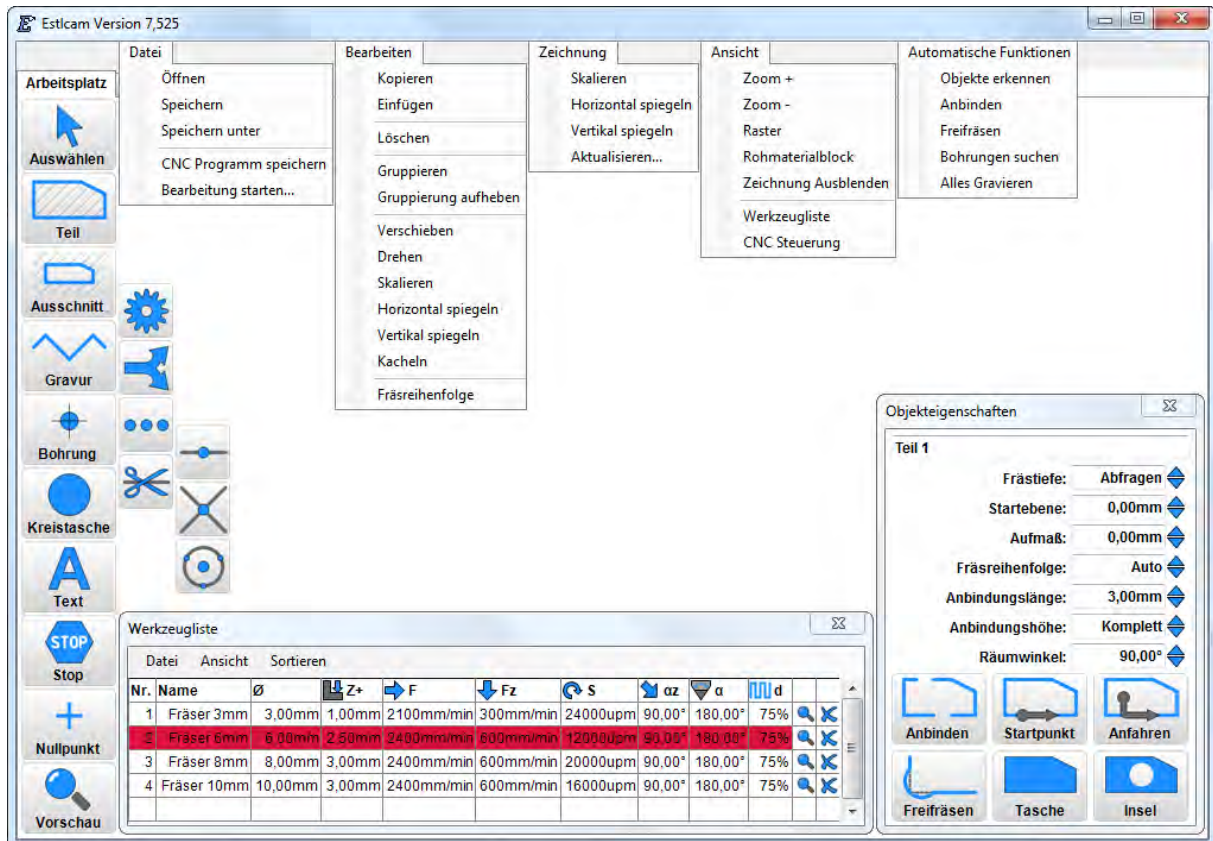 Estlcam Version 7,525
Datei
Öffnen
Speichern
Speichern unter
CNC Programm speichern
Bearbeitung starten...
Bearbeiten
Kopieren
Einfügen
Löschen
Gruppieren
Gruppierung aufheben
Verschieben
Drehen
Skalieren
Horizontal spiegeln
Vertikal spiegeln
Kacheln
Fräsreihenfolge
Zeichnung
Skalieren
Horizontal spiegeln
Vertikal spiegeln
Aktualisieren...
Ansicht
Zoom +
Zoom -
Raster
Rohmaterialblock
Zeichnung Ausblenden
Werkzeugliste
CNC Steuerung
Automatische Funktionen
Objekte erkennen
Anbinden
Freifräsen
Bohrungen suchen
Alles Gravieren
Arbeitsplatz
Auswählen
Teil
Ausschnitt
Gravur
Bohrung
Kreistasche
A
Text
STOP
Stop
Nullpunkt
Vorschau
Werkzeugliste
Datei Ansicht Sortieren
Nr. Name Ø Z+ F Fz S αz α d
1 Fräser 3mm 3,00mm 1,00mm 2100mm/min 300mm/min 24000upm 90,00° 180,00° 75%
2 Fräser 6mm 6,00mm 2,50mm 2400mm/min 600mm/min 12000upm 90,00° 180,00° 75%
3 Fräser 8mm 8,00mm 3,00mm 2400mm/min 600mm/min 20000upm 90,00° 180,00° 75%
4 Fräser 10mm 10,00mm 3,00mm 2400mm/min 600mm/min 16000upm 90,00° 180,00° 75%
Objekteigenschaften
Teil 1
Frästiefe: Abfragen
Startebene: 0,00mm
Aufmaß: 0,00mm
Fräsreihenfolge: Auto
Anbindungslänge: 3,00mm
Anbindungshöhe: Komplett
Räumwinkel: 90,00°
Anbinden Startpunkt Anfahren
Freifräsen Tasche Insel